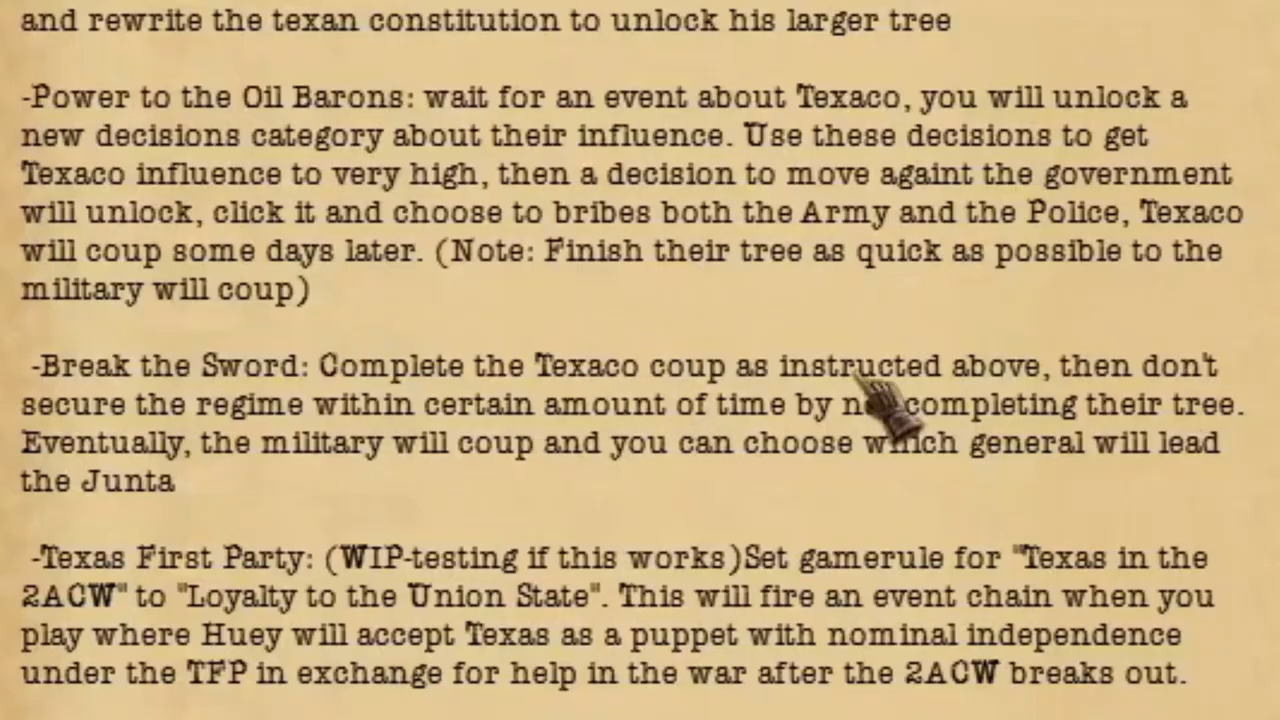 and rewrite the texan constitution to unlock his larger tree
-Power to the Oil Barons: wait for an event about Texaco, you will unlock a
new decisions category about their influence. Use these decisions to get
Texaco influence to very high, then a decision to move againt the government
will unlock, click it and choose to bribes both the Army and the Police, Texaco
will coup some days later. (Note: Finish their tree as quick as possible to the
military will coup)
-Break the Sword: Complete the Texaco coup as instructed above, then don't
secure the regime within certain amount of time by completing their tree.
Eventually, the military will coup and you can choose which general will lead
the Junta
-Texas First Party: (WIP-testing if this works)Set gamerule for "Texas in the
2ACW" to "Loyalty to the Union State". This will fire an event chain when you
play where Huey will accept Texas as a puppet with nominal independence
under the TFP in exchange for help in the war after the 2ACW breaks out.